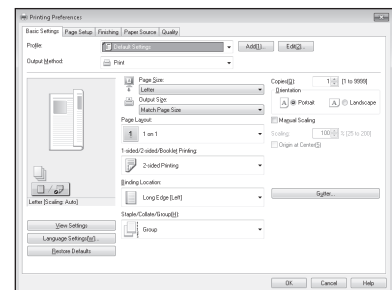 Printing Preferences
Basic Settings Page Setup Finishing Paper Source Quality
Profile: Default Settings Add(1)... Edit(2)...
Output Method: Print
Page Size:
Letter
Output Size:
Match Page Size
Copies(Q): 1 [1 to 9999]
Orientation
A Portrait A Landscape
Page Layout:
1 1 on 1
Manual Scaling
Scaling: 100 % [25 to 200]
Origin at Center(5)
1-sided/2-sided/Booklet Printing:
2-sided Printing
Binding Location:
Long Edge [Left]
Gutter...
Letter [Scaling: Auto]
Staple/Collate/Group(H)
Group
View Settings
Language Settings(W)...
Restore Defaults
OK Cancel Help